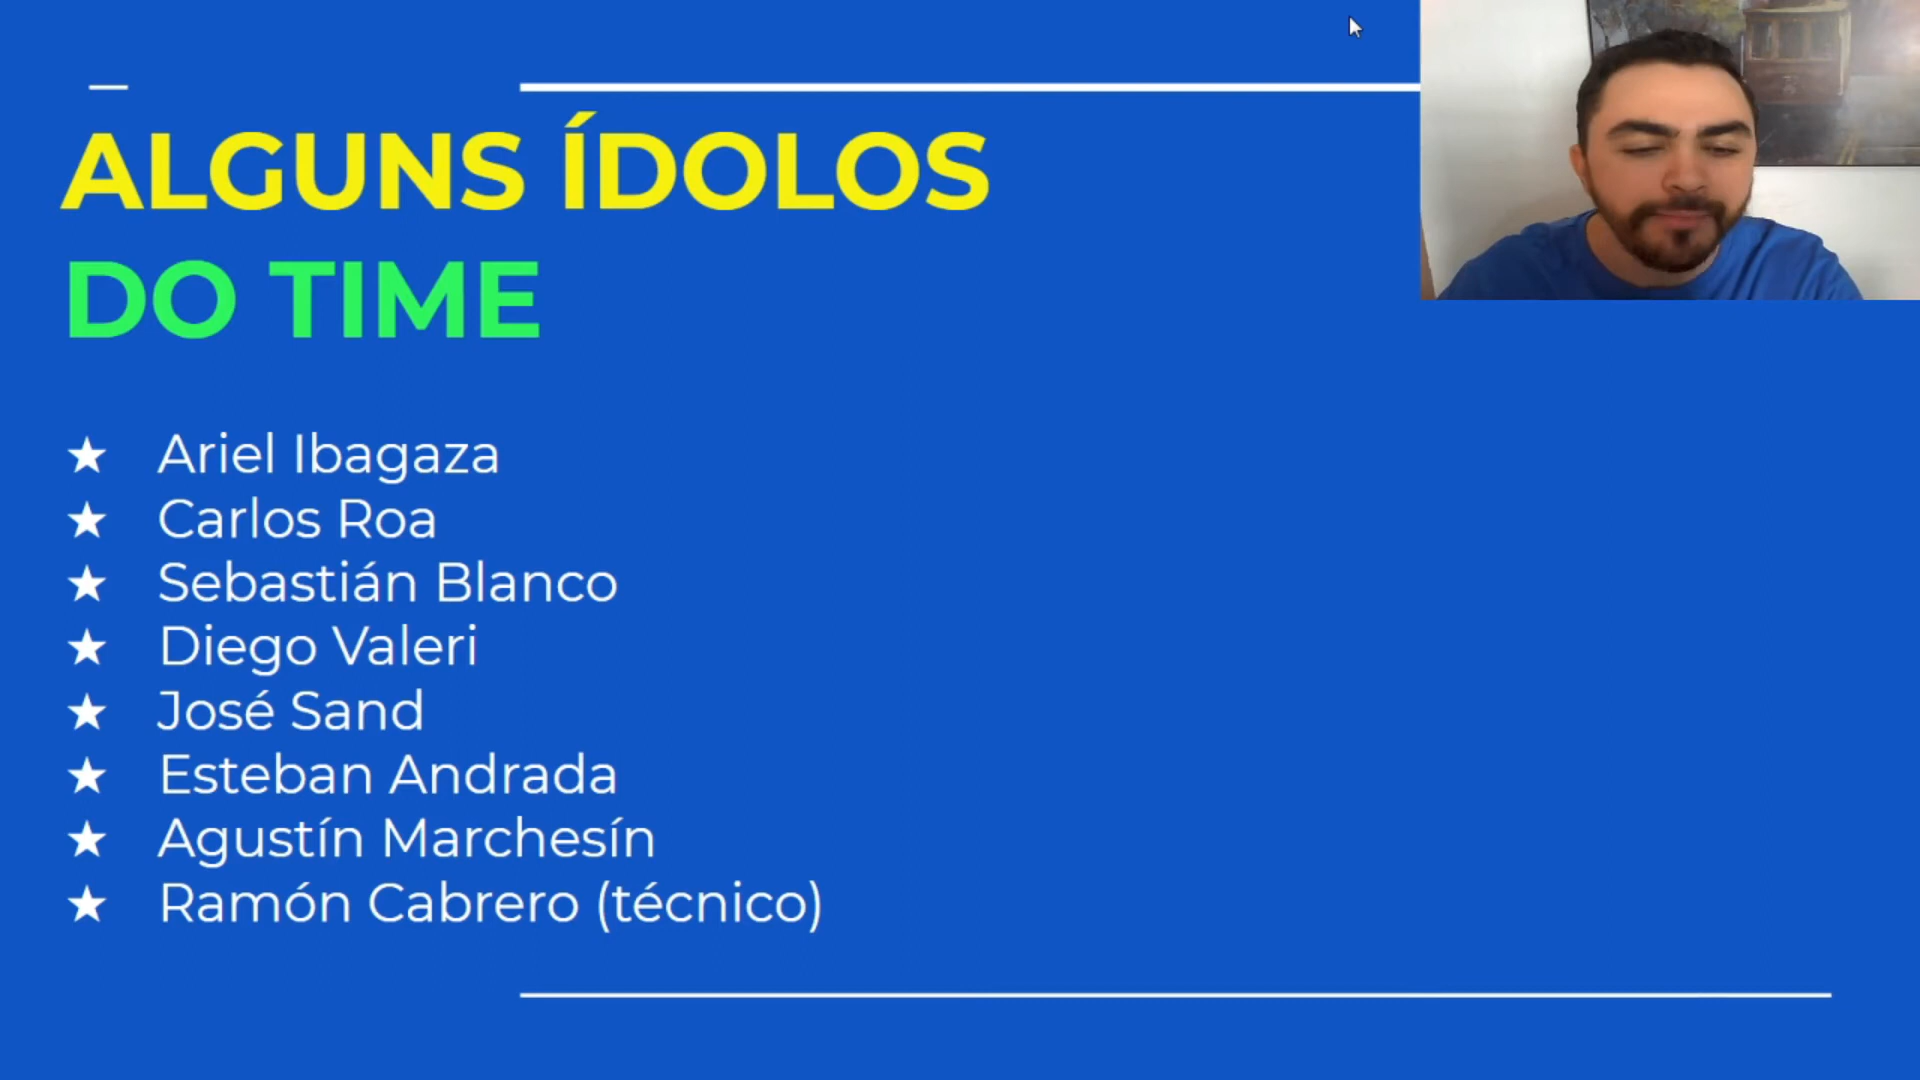 ALGUNS ÍDOLOS
DO TIME
★ Ariel Ibagaza
★ Carlos Roa
★ Sebastián Blanco
★ Diego Valeri
★ José Sand
★ Esteban Andrada
★ Agustín Marchesín
★ Ramón Cabrero (técnico)